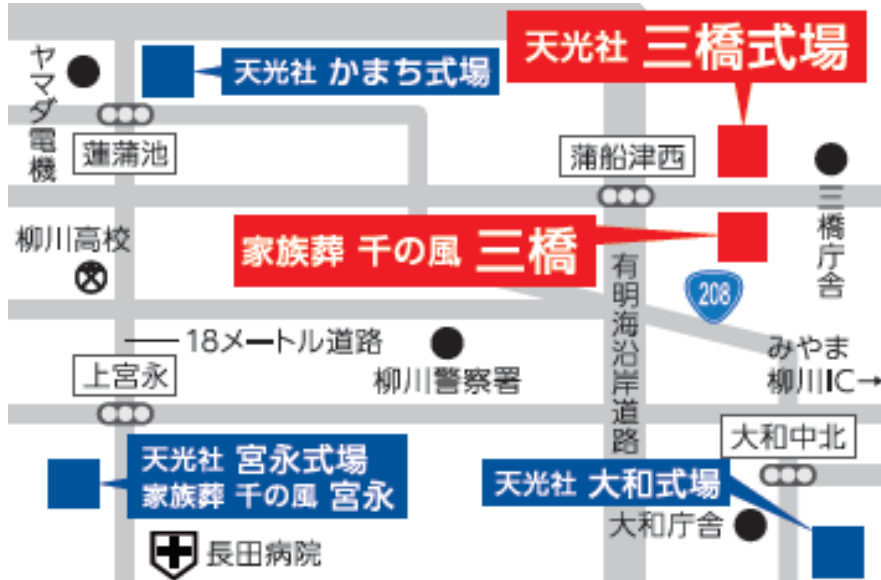 ヤマダ電機
天光社 かまち式場
天光社 三橋式場
蓮蒲池
蒲船津西
三橋庁舎
柳川高校
家族葬 千の風 三橋
有明海沿岸道路
208
18メートル道路
柳川警察署
みやま
柳川IC→
上宮永
大和中北
天光社 宮永式場
家族葬 千の風 宮永
天光社 大和式場
大和庁舎
長田病院